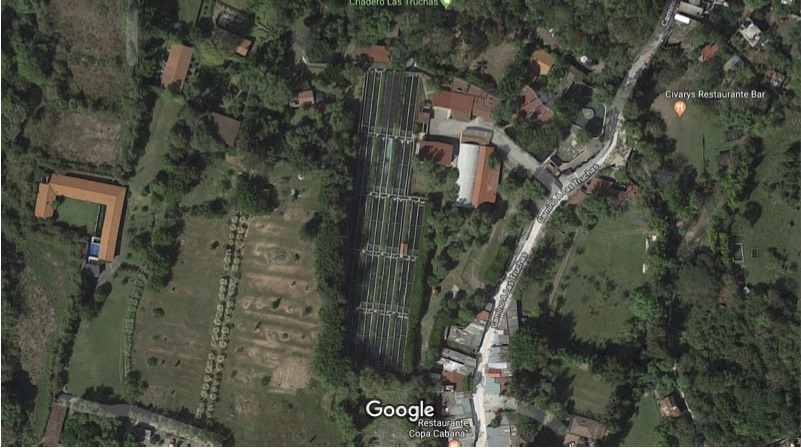 Criadero Las Truchas
Civarys Restaurante Bar
Camino A Las Truchas
Camino A Las Truchas
Google
Restaurante
Copa Cabana